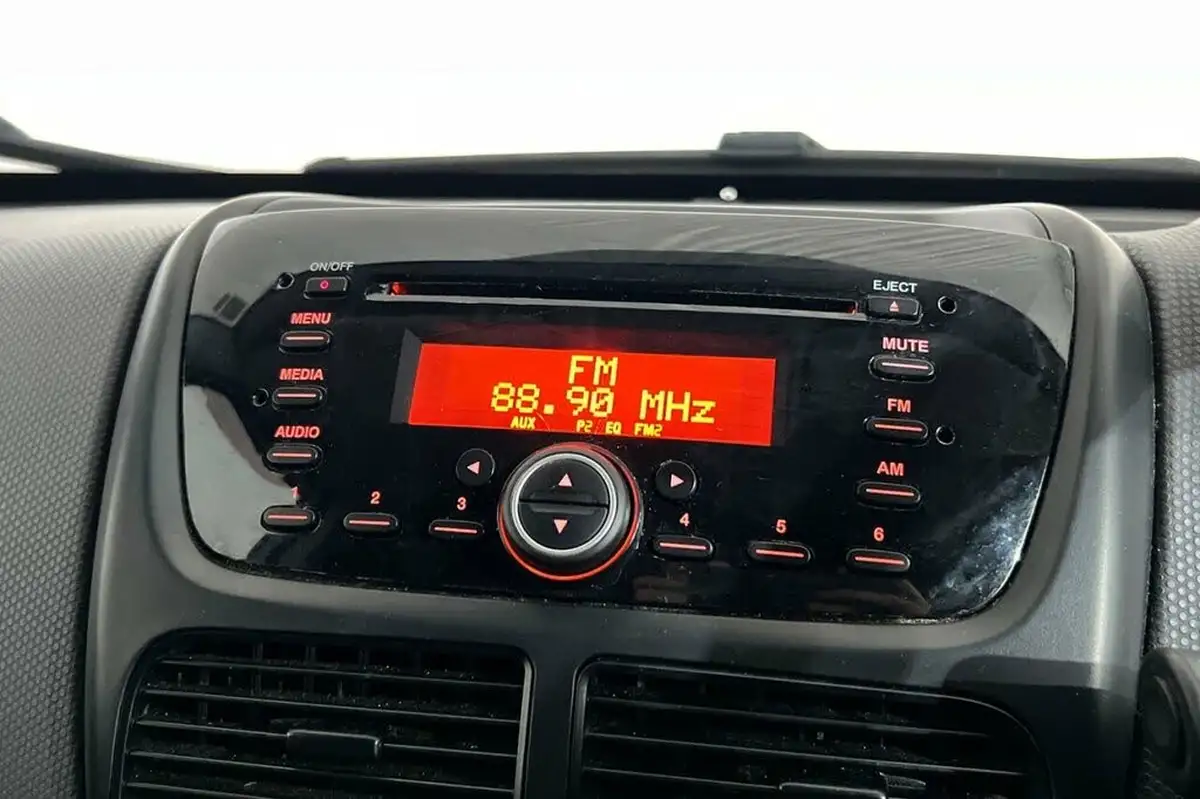 ON/OFF
EJECT
MENU
MUTE
MEDIA
FM
88.90 MHz
AUX P2 EQ FM2
FM
AUDIO
AM
1
2
3
4
5
6